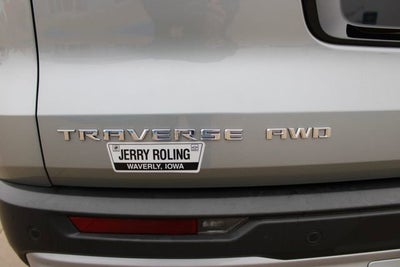 TRAVERSE AWD
JERRY ROLING
WAVERLY, IOWA